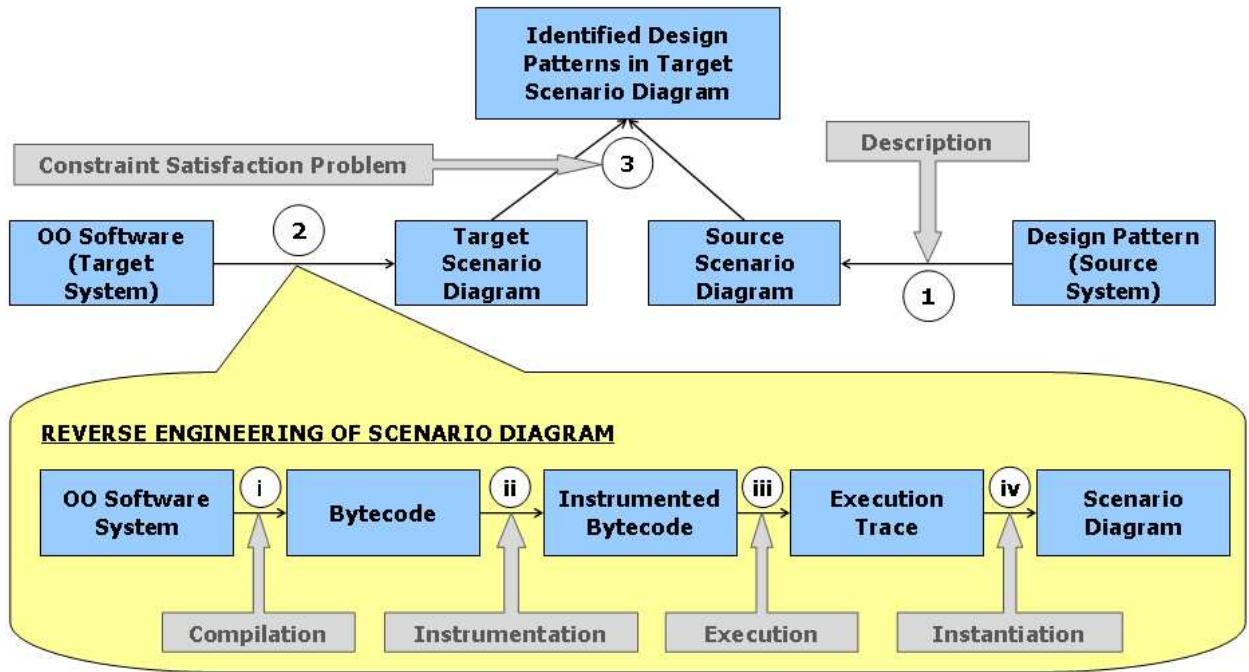 Identified Design
Patterns in Target
Scenario Diagram
Description
Constraint Satisfaction Problem
3
OO Software
(Target
System)
2
Target
Scenario
Diagram
Source
Scenario
Diagram
1
Design Pattern
(Source
System)
REVERSE ENGINEERING OF SCENARIO DIAGRAM
OO Software
System
i
Bytecode
ii
Instrumented
Bytecode
iii
Execution
Trace
iv
Scenario
Diagram
Compilation
Instrumentation
Execution
Instantiation